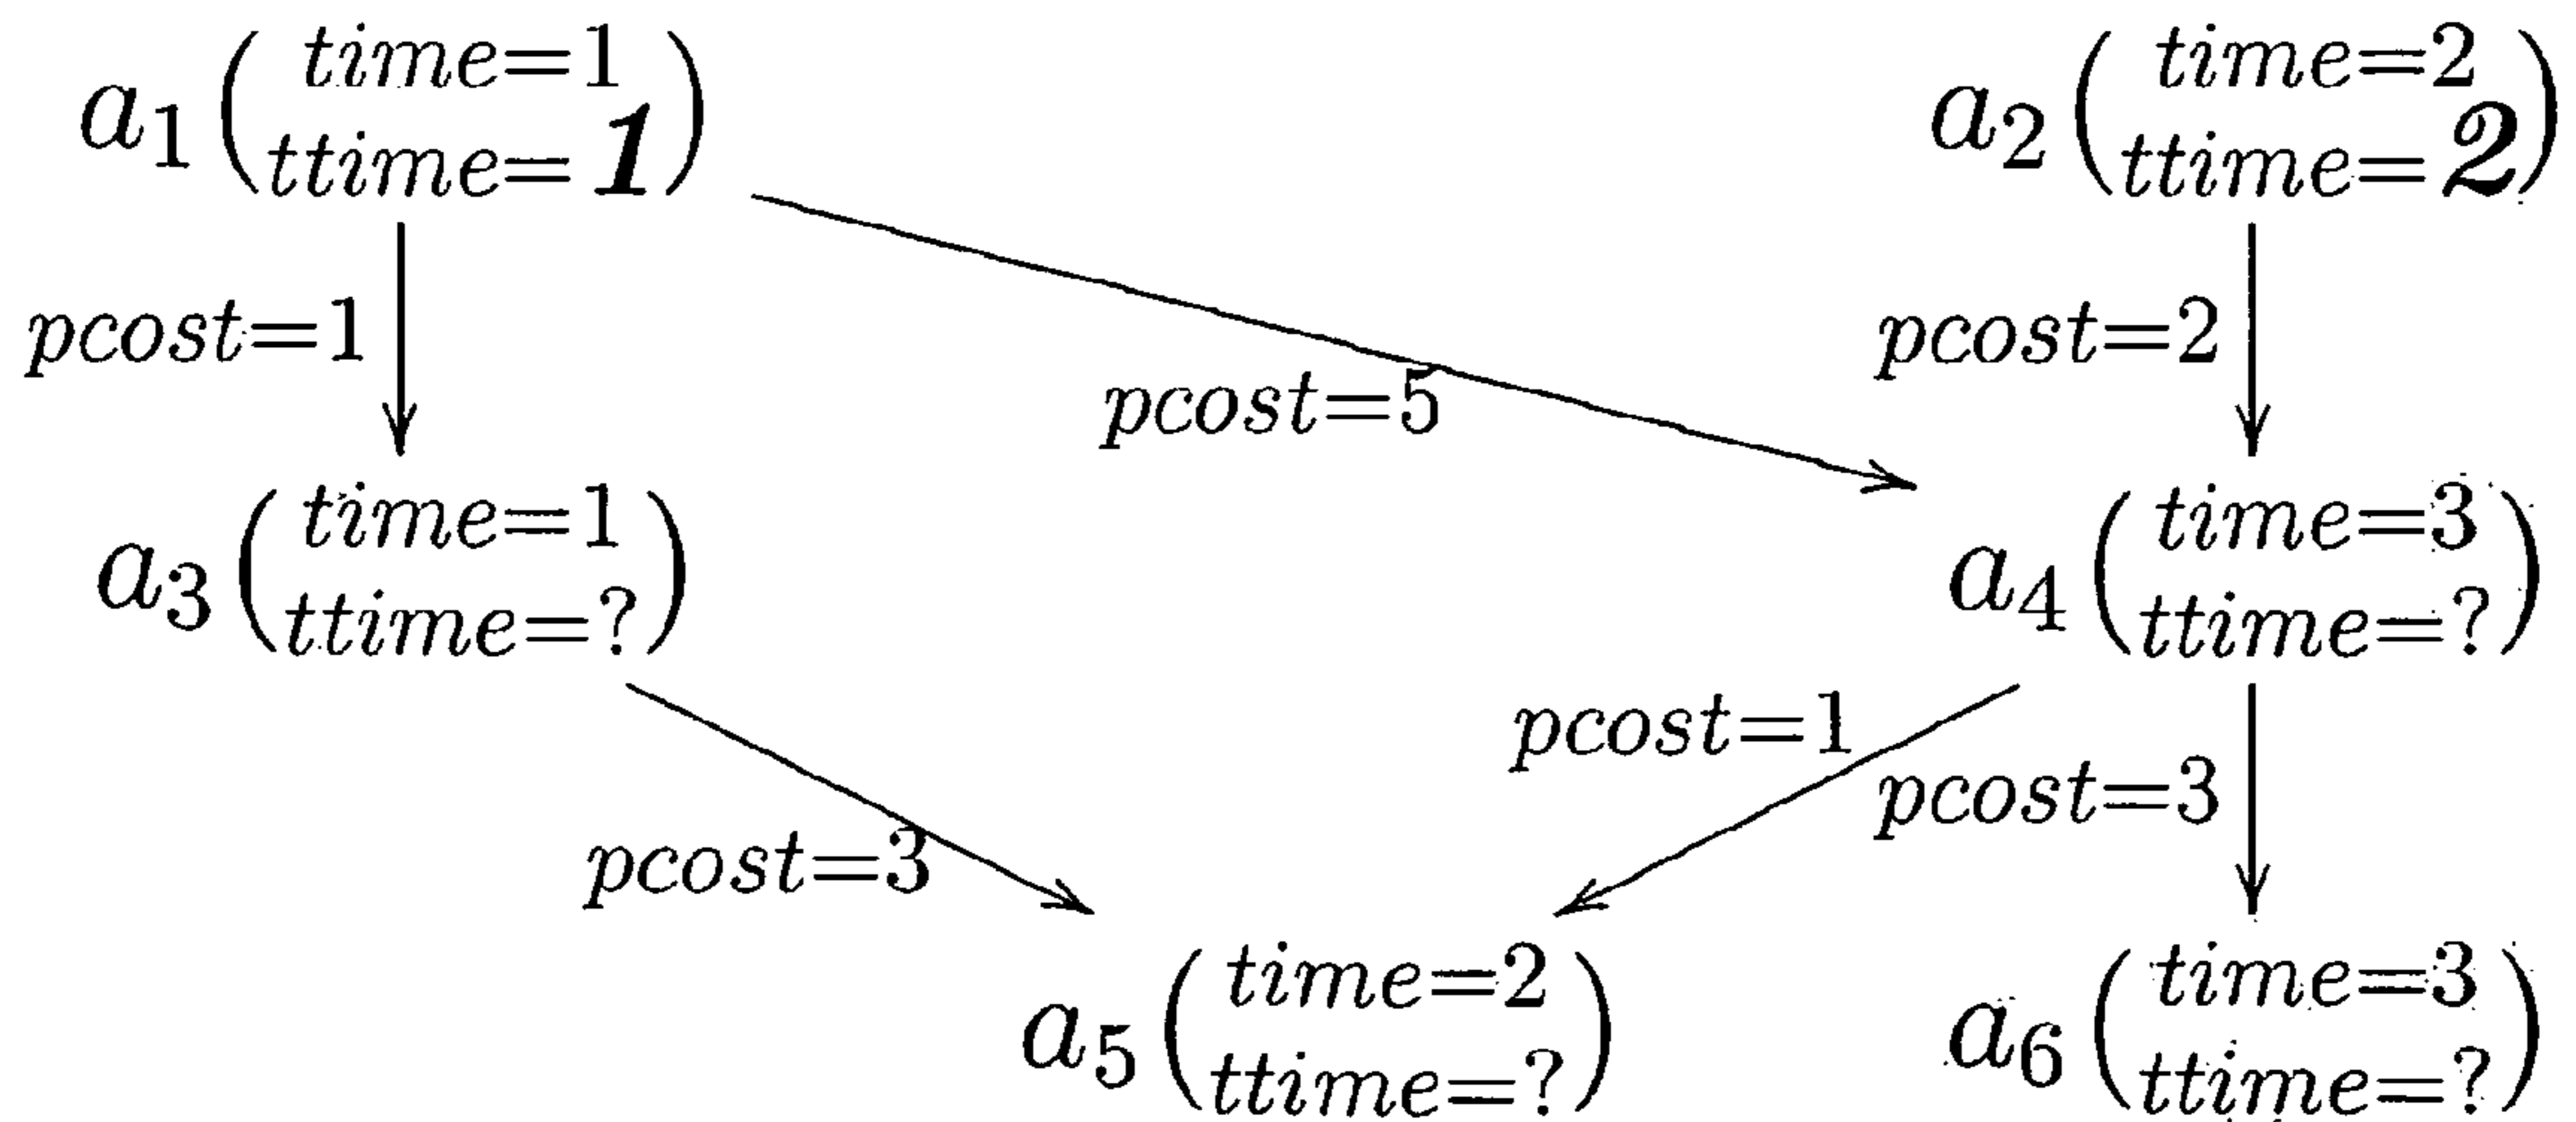 a1 ( time=1
ttime= 1 )
a2 ( time=2
ttime= 2 )
pcost=1
pcost=5
pcost=2
a3 ( time=1
ttime=? )
a4 ( time=3
ttime=? )
pcost=3
pcost=1
pcost=3
a5 ( time=2
ttime=? )
a6 ( time=3
ttime=? )